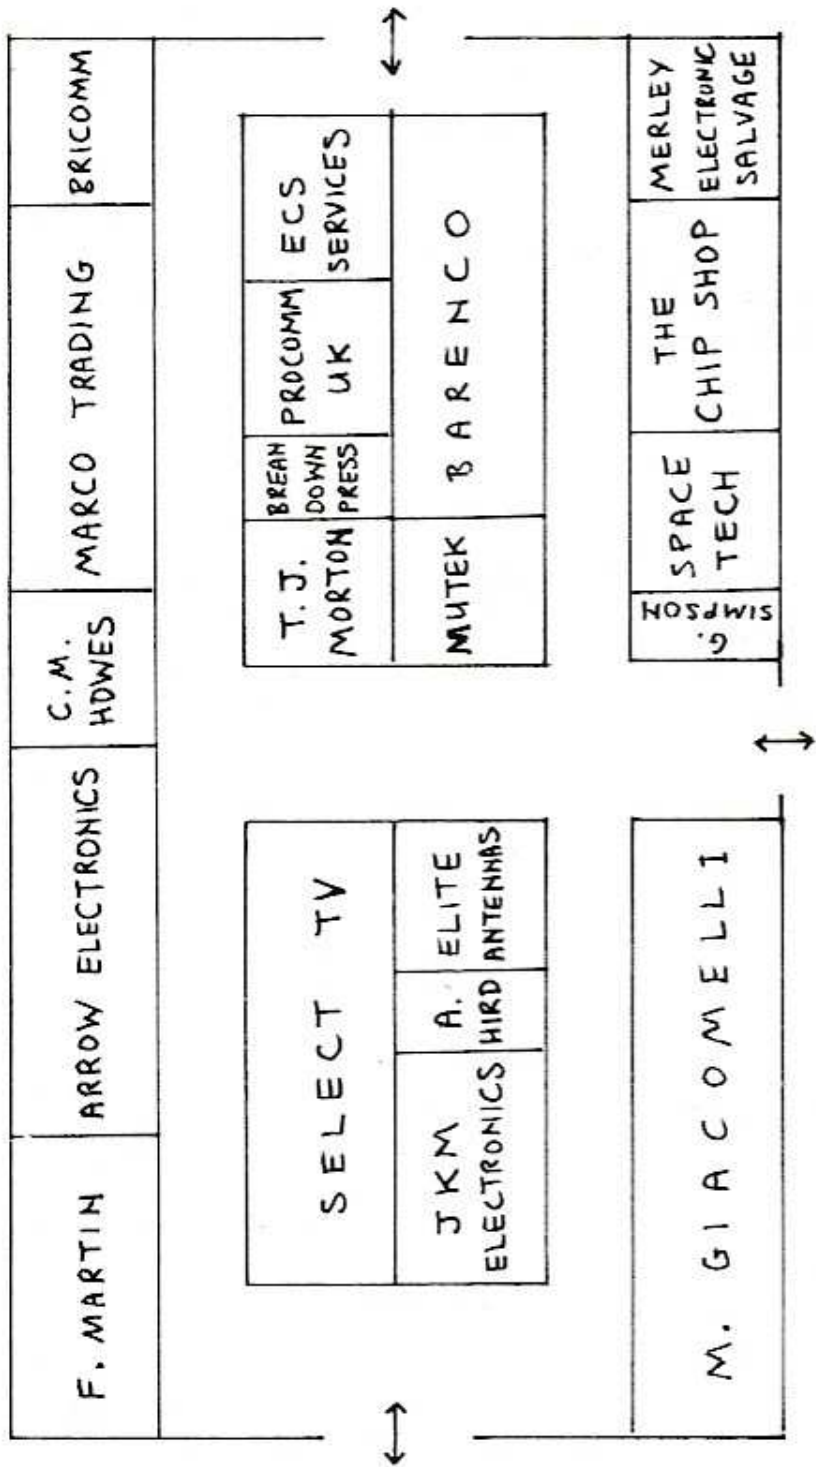 F. MARTIN
ARROW ELECTRONICS
C.M.
HOWES
MARCO TRADING
BRICOMM
SELECT TV
T.J.
MORTON
BREAN
DOWN
PRESS
PROCOMM
UK
ECS
SERVICES
JKM
ELECTRONICS
A.
HIRD
ELITE
ANTENNAS
MUTEK
BARENCO
M. GIACOMELLI
G.
SIMPSON
SPACE
TECH
THE
CHIP SHOP
MERLEY
ELECTRONIC
SALVAGE